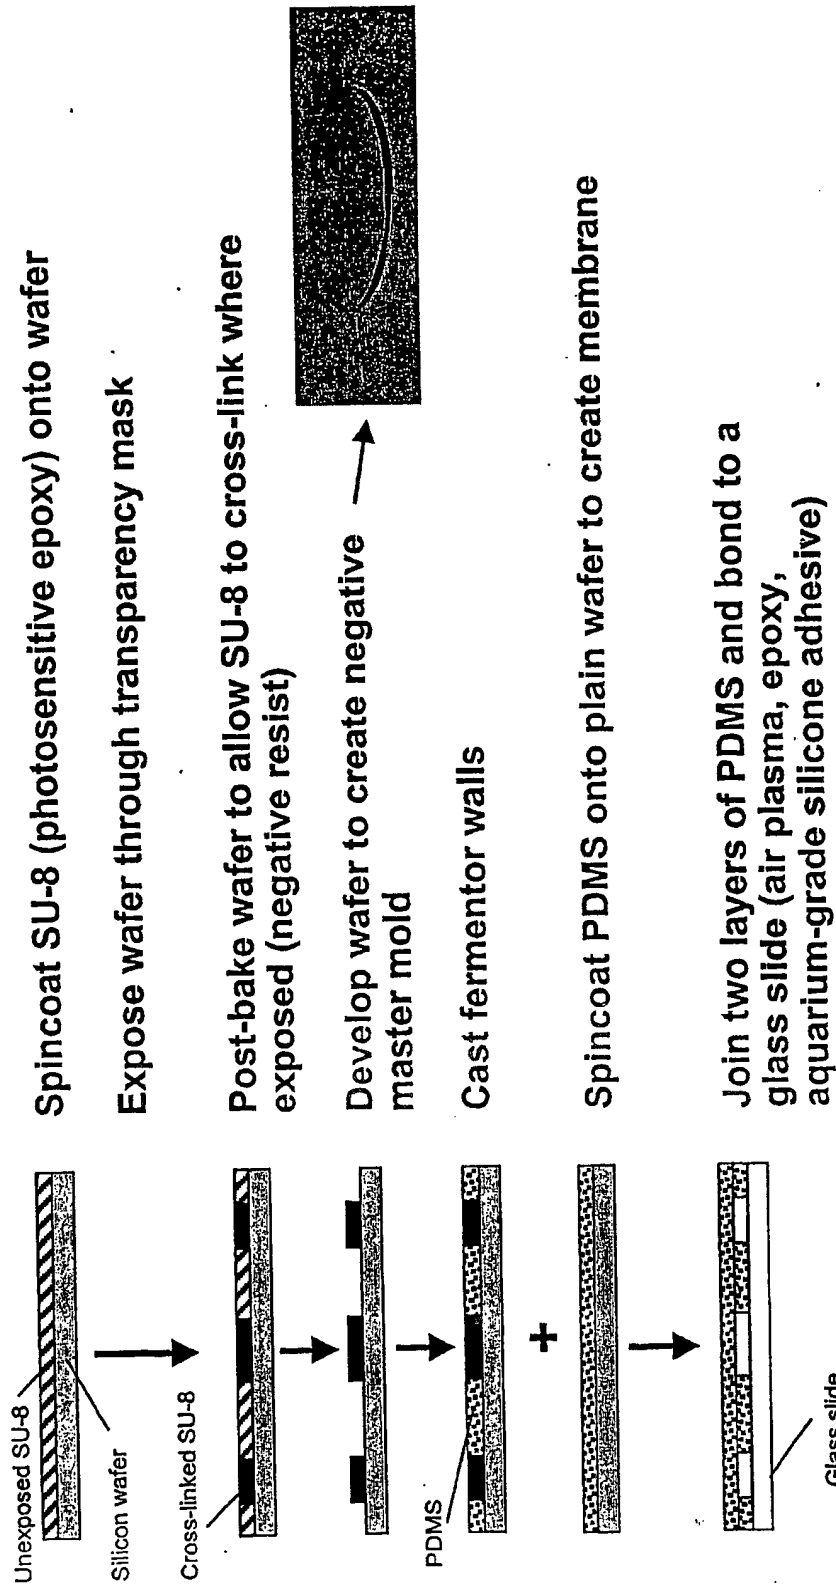 Unexposed SU-8
Silicon wafer
Spincoat SU-8 (photosensitive epoxy) onto wafer
Expose wafer through transparency mask
Cross-linked SU-8
Post-bake wafer to allow SU-8 to cross-link where
exposed (negative resist)
Develop wafer to create negative
master mold
PDMS
Cast fermentor walls
+
Spincoat PDMS onto plain wafer to create membrane
Join two layers of PDMS and bond to a
glass slide (air plasma, epoxy,
aquarium-grade silicone adhesive)
Glass slide